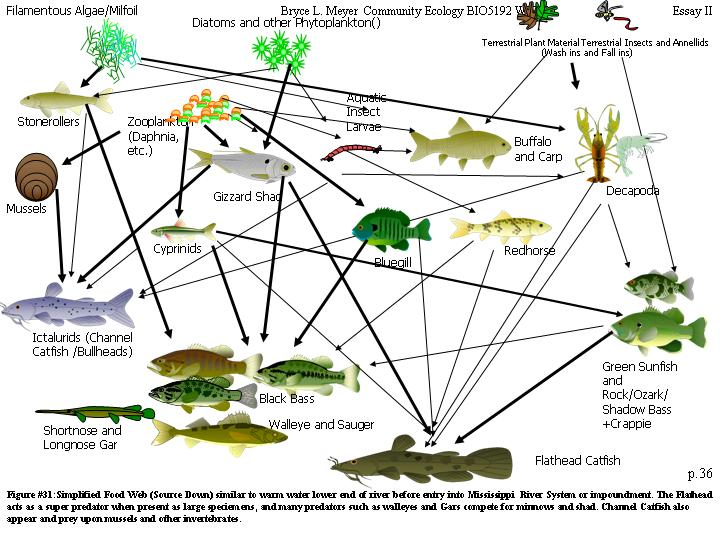 Filamentous Algae/Milfoil
Bryce L. Meyer Community Ecology BIO5192 W
Essay II
Diatoms and other Phytoplankton()
Terrestrial Plant Material
(Wash ins and Fall ins)
Terrestrial Insects and Annellids
Aquatic
Insect
Larvae
Stonerollers
Zooplankton
(Daphnia,
etc.)
Buffalo
and Carp
Gizzard Shad
Decapoda
Mussels
Cyprinids
Bluegill
Redhorse
Ictalurids (Channel
Catfish /Bullheads)
Green Sunfish
and
Rock/Ozark/
Shadow Bass
+Crappie
Black Bass
Shortnose and
Longnose Gar
Walleye and Sauger
Flathead Catfish
p.36
Figure #31:Simplified Food Web (Source Down) similar to warm water lower end of river before entry into Mississippi River System or impoundment. The Flathead
acts as a super predator when present as large speciemens, and many predators such as walleyes and Gars compete for minnows and shad. Channel Catfish also
appear and prey upon mussels and other invertebrates.